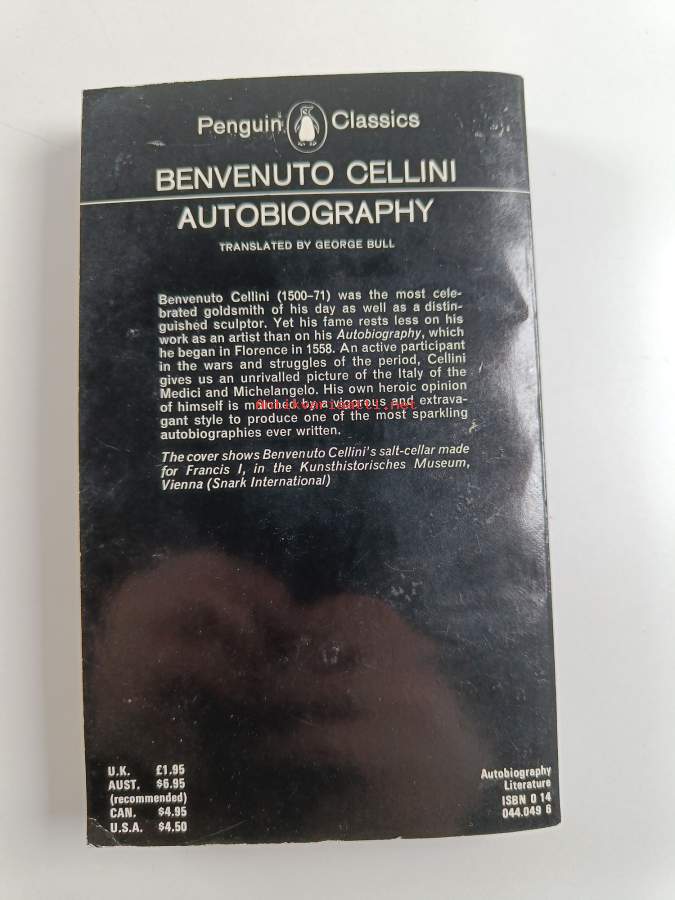 Penguin Classics
BENVENUTO CELLINI
AUTOBIOGRAPHY
TRANSLATED BY GEORGE BULL
Benvenuto Cellini (1500–71) was the most cele-
brated goldsmith of his day as well as a distin-
guished sculptor. Yet his fame rests less on his
work as an artist than on his Autobiography, which
he began in Florence in 1558. An active participant
in the wars and struggles of the period, Cellini
gives us an unrivalled picture of the Italy of the
Medici and Michelangelo. His own heroic opinion
of himself is matched by a vigorous and extrava-
gant style to produce one of the most sparkling
autobiographies ever written.
The cover shows Benvenuto Cellini's salt-cellar made
for Francis I, in the Kunsthistorisches Museum,
Vienna (Snark International)
U.K. £1.95
AUST. $6.95
(recommended)
CAN. $4.95
U.S.A. $4.50
Autobiography
Literature
ISBN 0 14
044.049 6